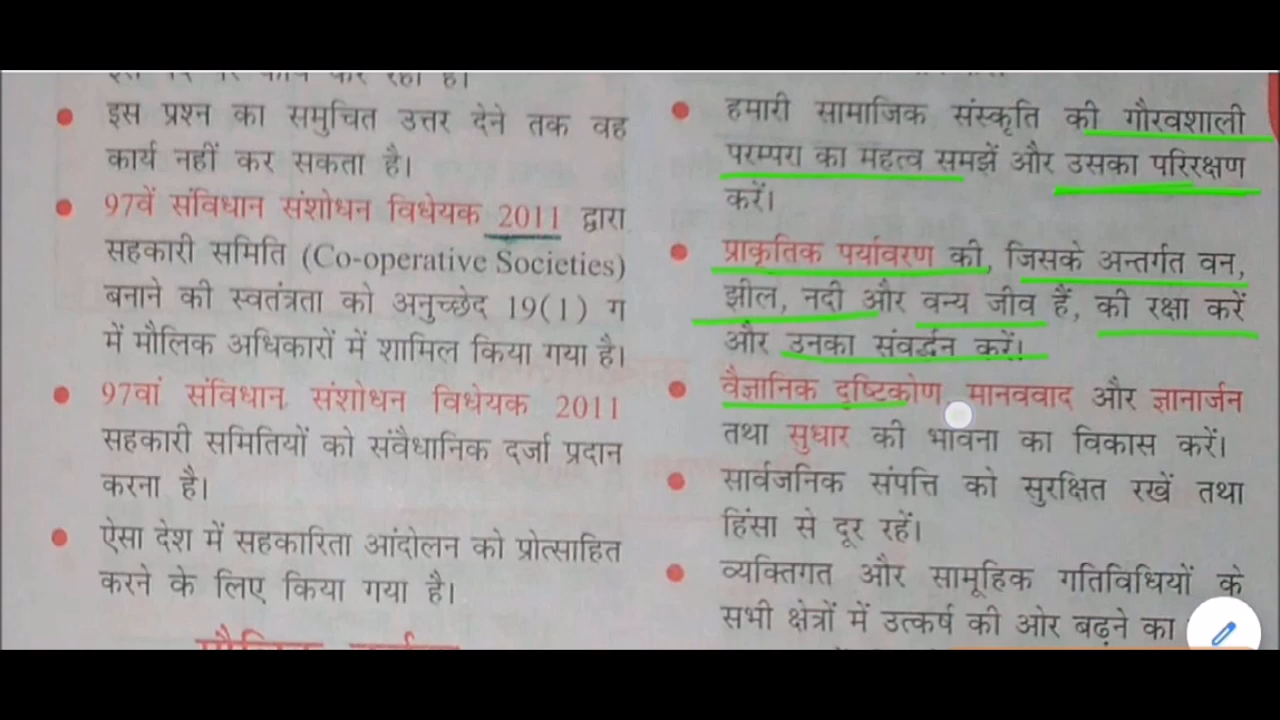 इस प्रश्न का समुचित उत्तर देने तक वह
कार्य नहीं कर सकता है।
97वें संविधान संशोधन विधेयक 2011 द्वारा
सहकारी समिति (Co-operative Societies)
बनाने की स्वतंत्रता को अनुच्छेद 19(1) ग
में मौलिक अधिकारों में शामिल किया गया है।
97वां संविधान संशोधन विधेयक 2011
सहकारी समितियों को संवैधानिक दर्जा प्रदान
करना है।
ऐसा देश में सहकारिता आंदोलन को प्रोत्साहित
करने के लिए किया गया है।
हमारी सामाजिक संस्कृति की गौरवशाली
परम्परा का महत्व समझें और उसका परिरक्षण
करें।
प्राकृतिक पर्यावरण की, जिसके अन्तर्गत वन,
झील, नदी और वन्य जीव हैं, की रक्षा करें
और उनका संवर्द्धन करें।
वैज्ञानिक दृष्टिकोण मानववाद और ज्ञानार्जन
तथा सुधार की भावना का विकास करें।
सार्वजनिक संपत्ति को सुरक्षित रखें तथा
हिंसा से दूर रहें।
व्यक्तिगत और सामूहिक गतिविधियों के
सभी क्षेत्रों में उत्कर्ष की ओर बढ़ने का